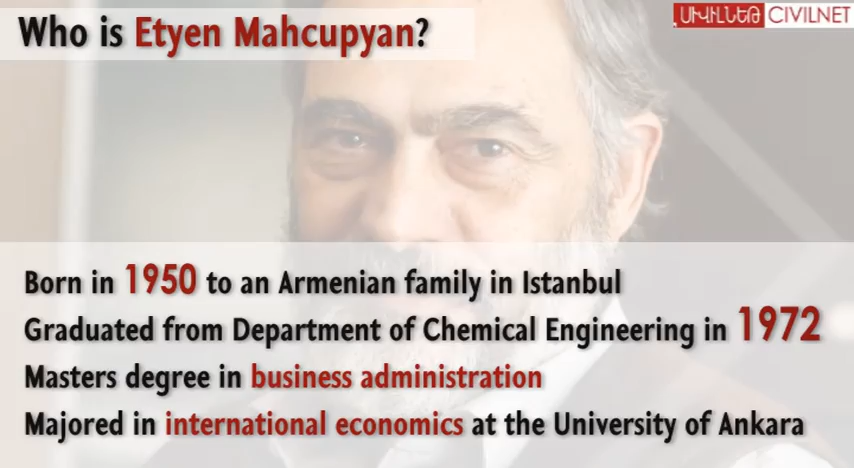 Who is Etyen Mahcupyan?
ՍԻՎԻԼՆԵԹ CIVILNET
Born in 1950 to an Armenian family in Istanbul
Graduated from Department of Chemical Engineering in 1972
Masters degree in business administration
Majored in international economics at the University of Ankara